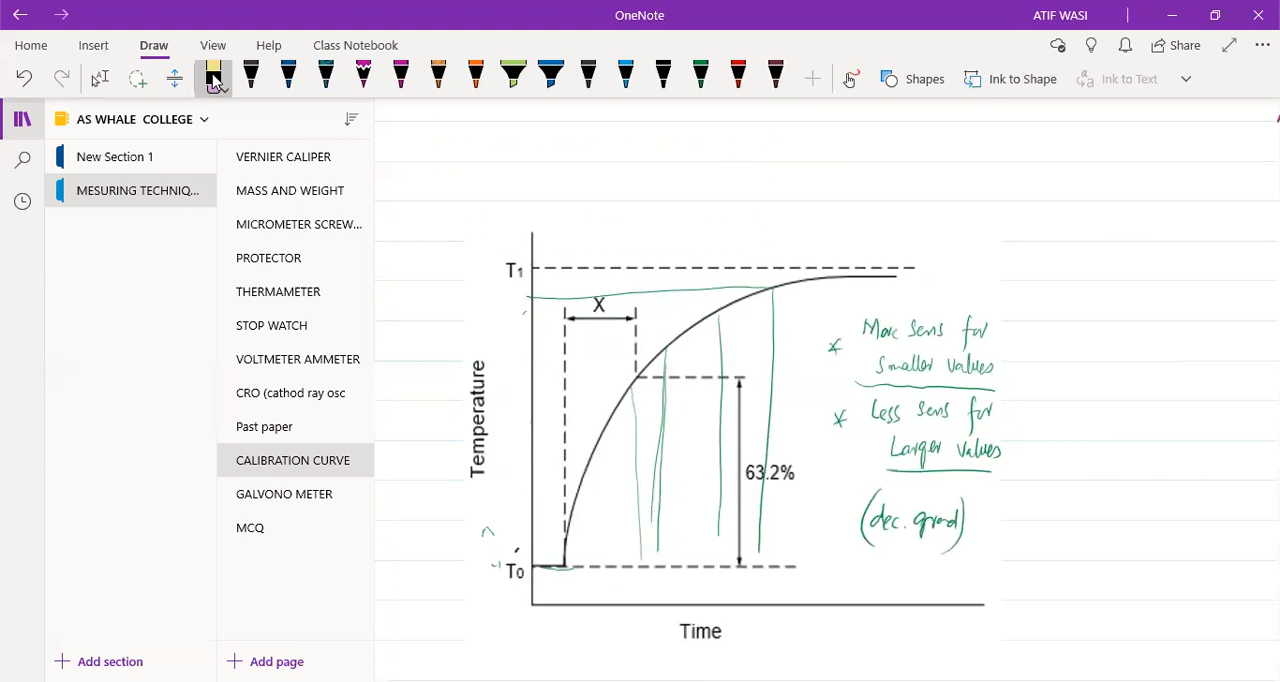 OneNote
ATIF WASI
Home Insert Draw View Help Class Notebook
Share
Shapes Ink to Shape Ink to Text
AS WHALE COLLEGE
New Section 1
MESURING TECHNIQ...
Add section
VERNIER CALIPER
MASS AND WEIGHT
MICROMETER SCREW...
PROTECTOR
THERMAMETER
STOP WATCH
VOLTMETER AMMETER
CRO (cathod ray osc
Past paper
CALIBRATION CURVE
GALVONO METER
MCQ
Add page
T1
X
Temperature
63.2%
T0
Time
* More sens for
smaller values
* Less sens for
Larger values
(dec. grad)